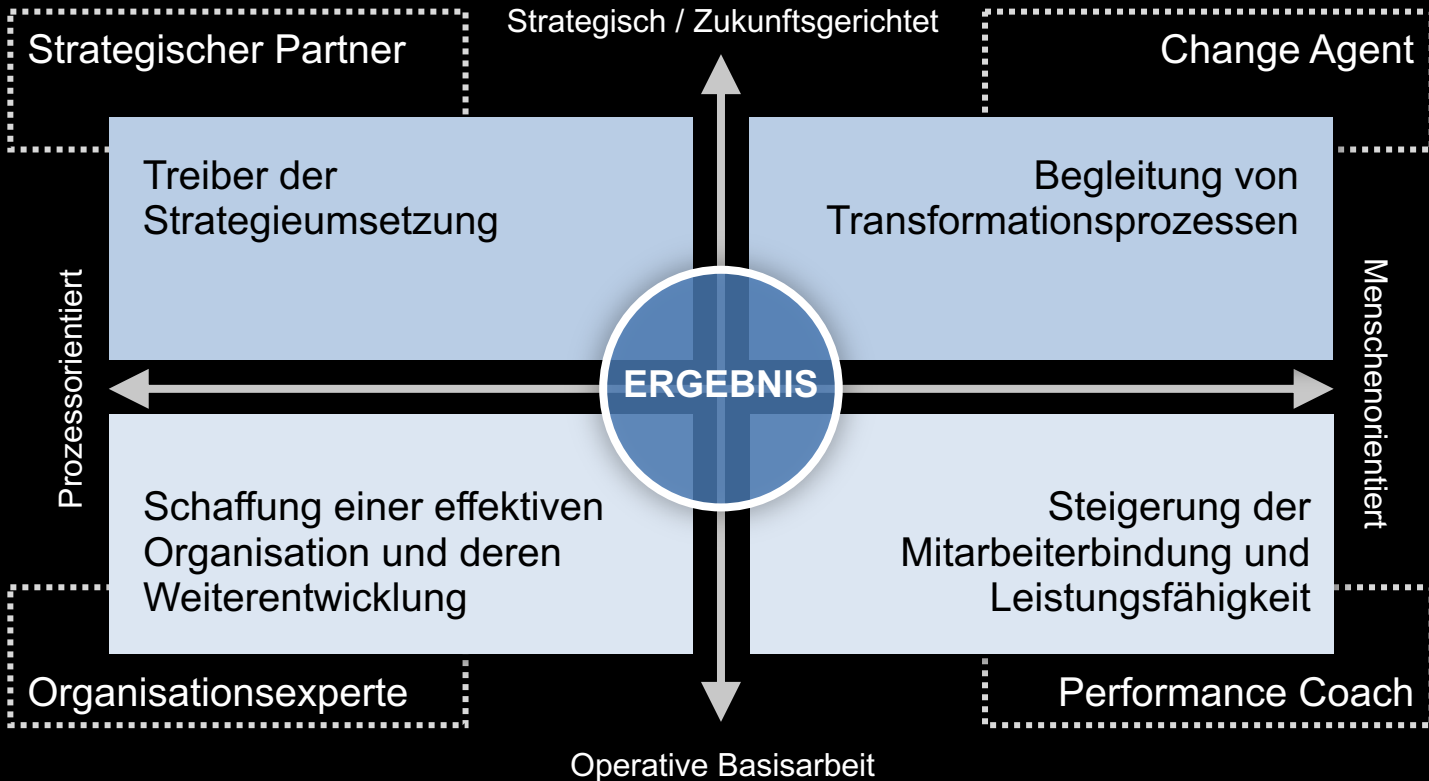 Strategisch / Zukunftsgerichtet
Strategischer Partner
Change Agent
Treiber der
Strategieumsetzung
Begleitung von
Transformationsprozessen
Prozessorientiert
ERGEBNIS
Menschenorientiert
Schaffung einer effektiven
Organisation und deren
Weiterentwicklung
Steigerung der
Mitarbeiterbindung und
Leistungsfähigkeit
Organisationsexperte
Performance Coach
Operative Basisarbeit